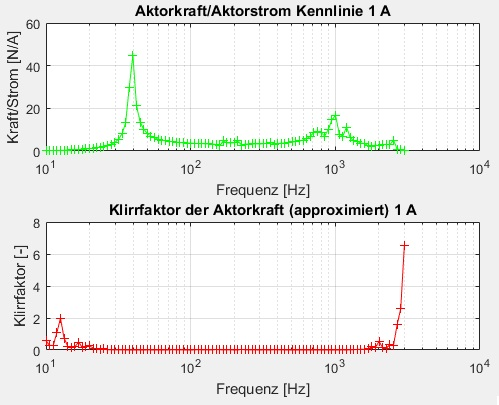 Aktorkraft/Aktorstrom Kennlinie 1 A
60
40
20
0
Kraft/Strom [N/A]
10^1
10^2
10^3
10^4
Frequenz [Hz]
Klirrfaktor der Aktorkraft (approximiert) 1 A
8
6
4
2
0
Klirrfaktor [-]
10^1
10^2
10^3
10^4
Frequenz [Hz]